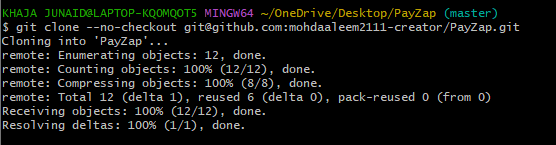 KHAJA JUNAID@LAPTOP-KQOMQOT5 MINGW64 ~/OneDrive/Desktop/PayZap (master)
$ git clone --no-checkout git@github.com:mohdaaleem2111-creator/PayZap.git
Cloning into 'PayZap'...
remote: Enumerating objects: 12, done.
remote: Counting objects: 100% (12/12), done.
remote: Compressing objects: 100% (8/8), done.
remote: Total 12 (delta 1), reused 6 (delta 0), pack-reused 0 (from 0)
Receiving objects: 100% (12/12), done.
Resolving deltas: 100% (1/1), done.